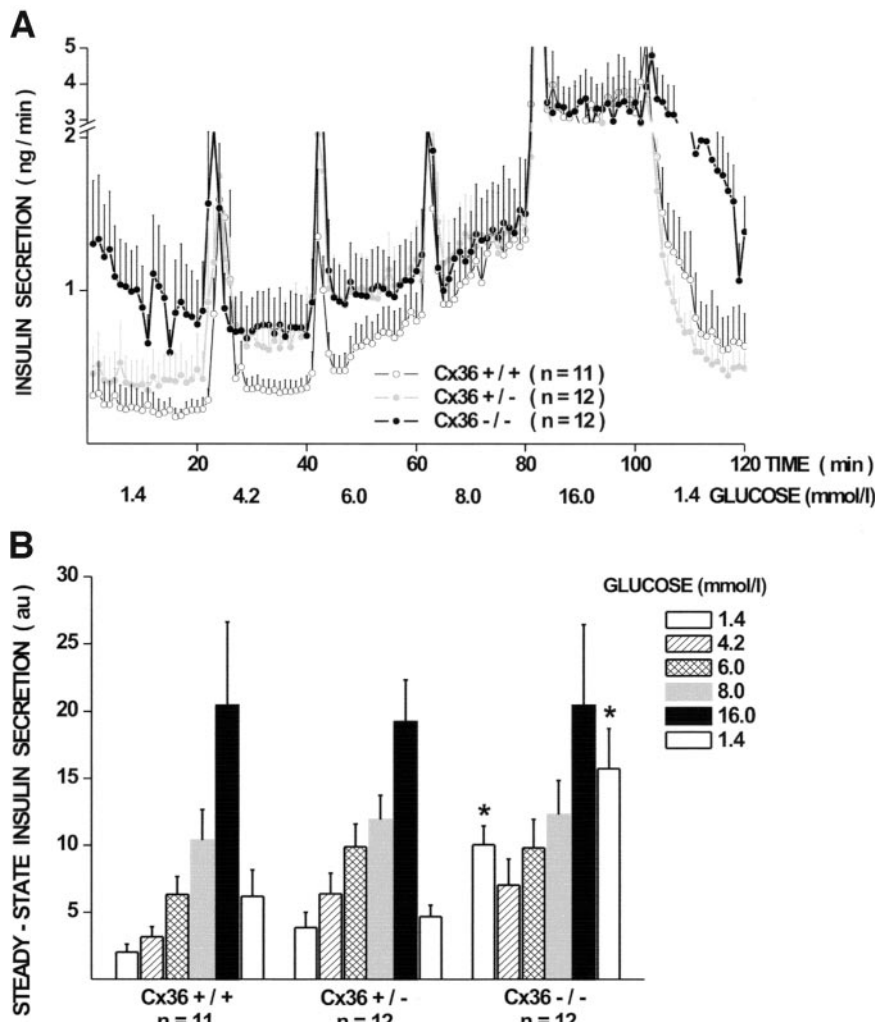 A
INSULIN SECRETION ( ng / min )
5
4
3
2
1
Cx36 + / + ( n = 11 )
Cx36 + / - ( n = 12 )
Cx36 - / - ( n = 12 )
20 40 60 80 100 120 TIME ( min )
1.4 4.2 6.0 8.0 16.0 1.4 GLUCOSE (mmol/l)
B
STEADY - STATE INSULIN SECRETION ( au )
30
25
20
15
10
5
GLUCOSE (mmol/l)
1.4
4.2
6.0
8.0
16.0
1.4
* *
Cx36 + / + Cx36 + / - Cx36 - / -
n = 11 n = 12 n = 12